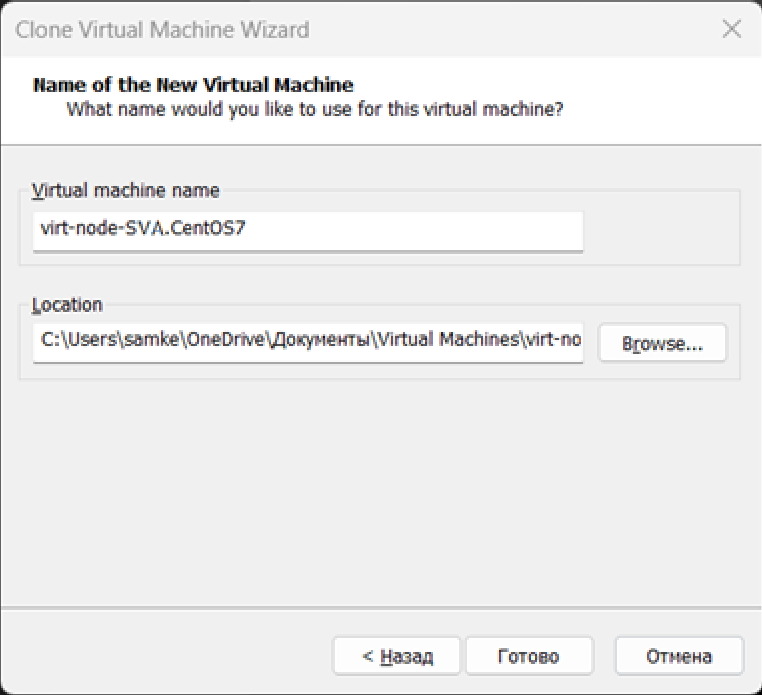 Clone Virtual Machine Wizard
Name of the New Virtual Machine
What name would you like to use for this virtual machine?
Virtual machine name
virt-node-SVA.CentOS7
Location
C:\Users\samke\OneDrive\Документы\Virtual Machines\virt-no
Browse...
< Назад
Готово
Отмена